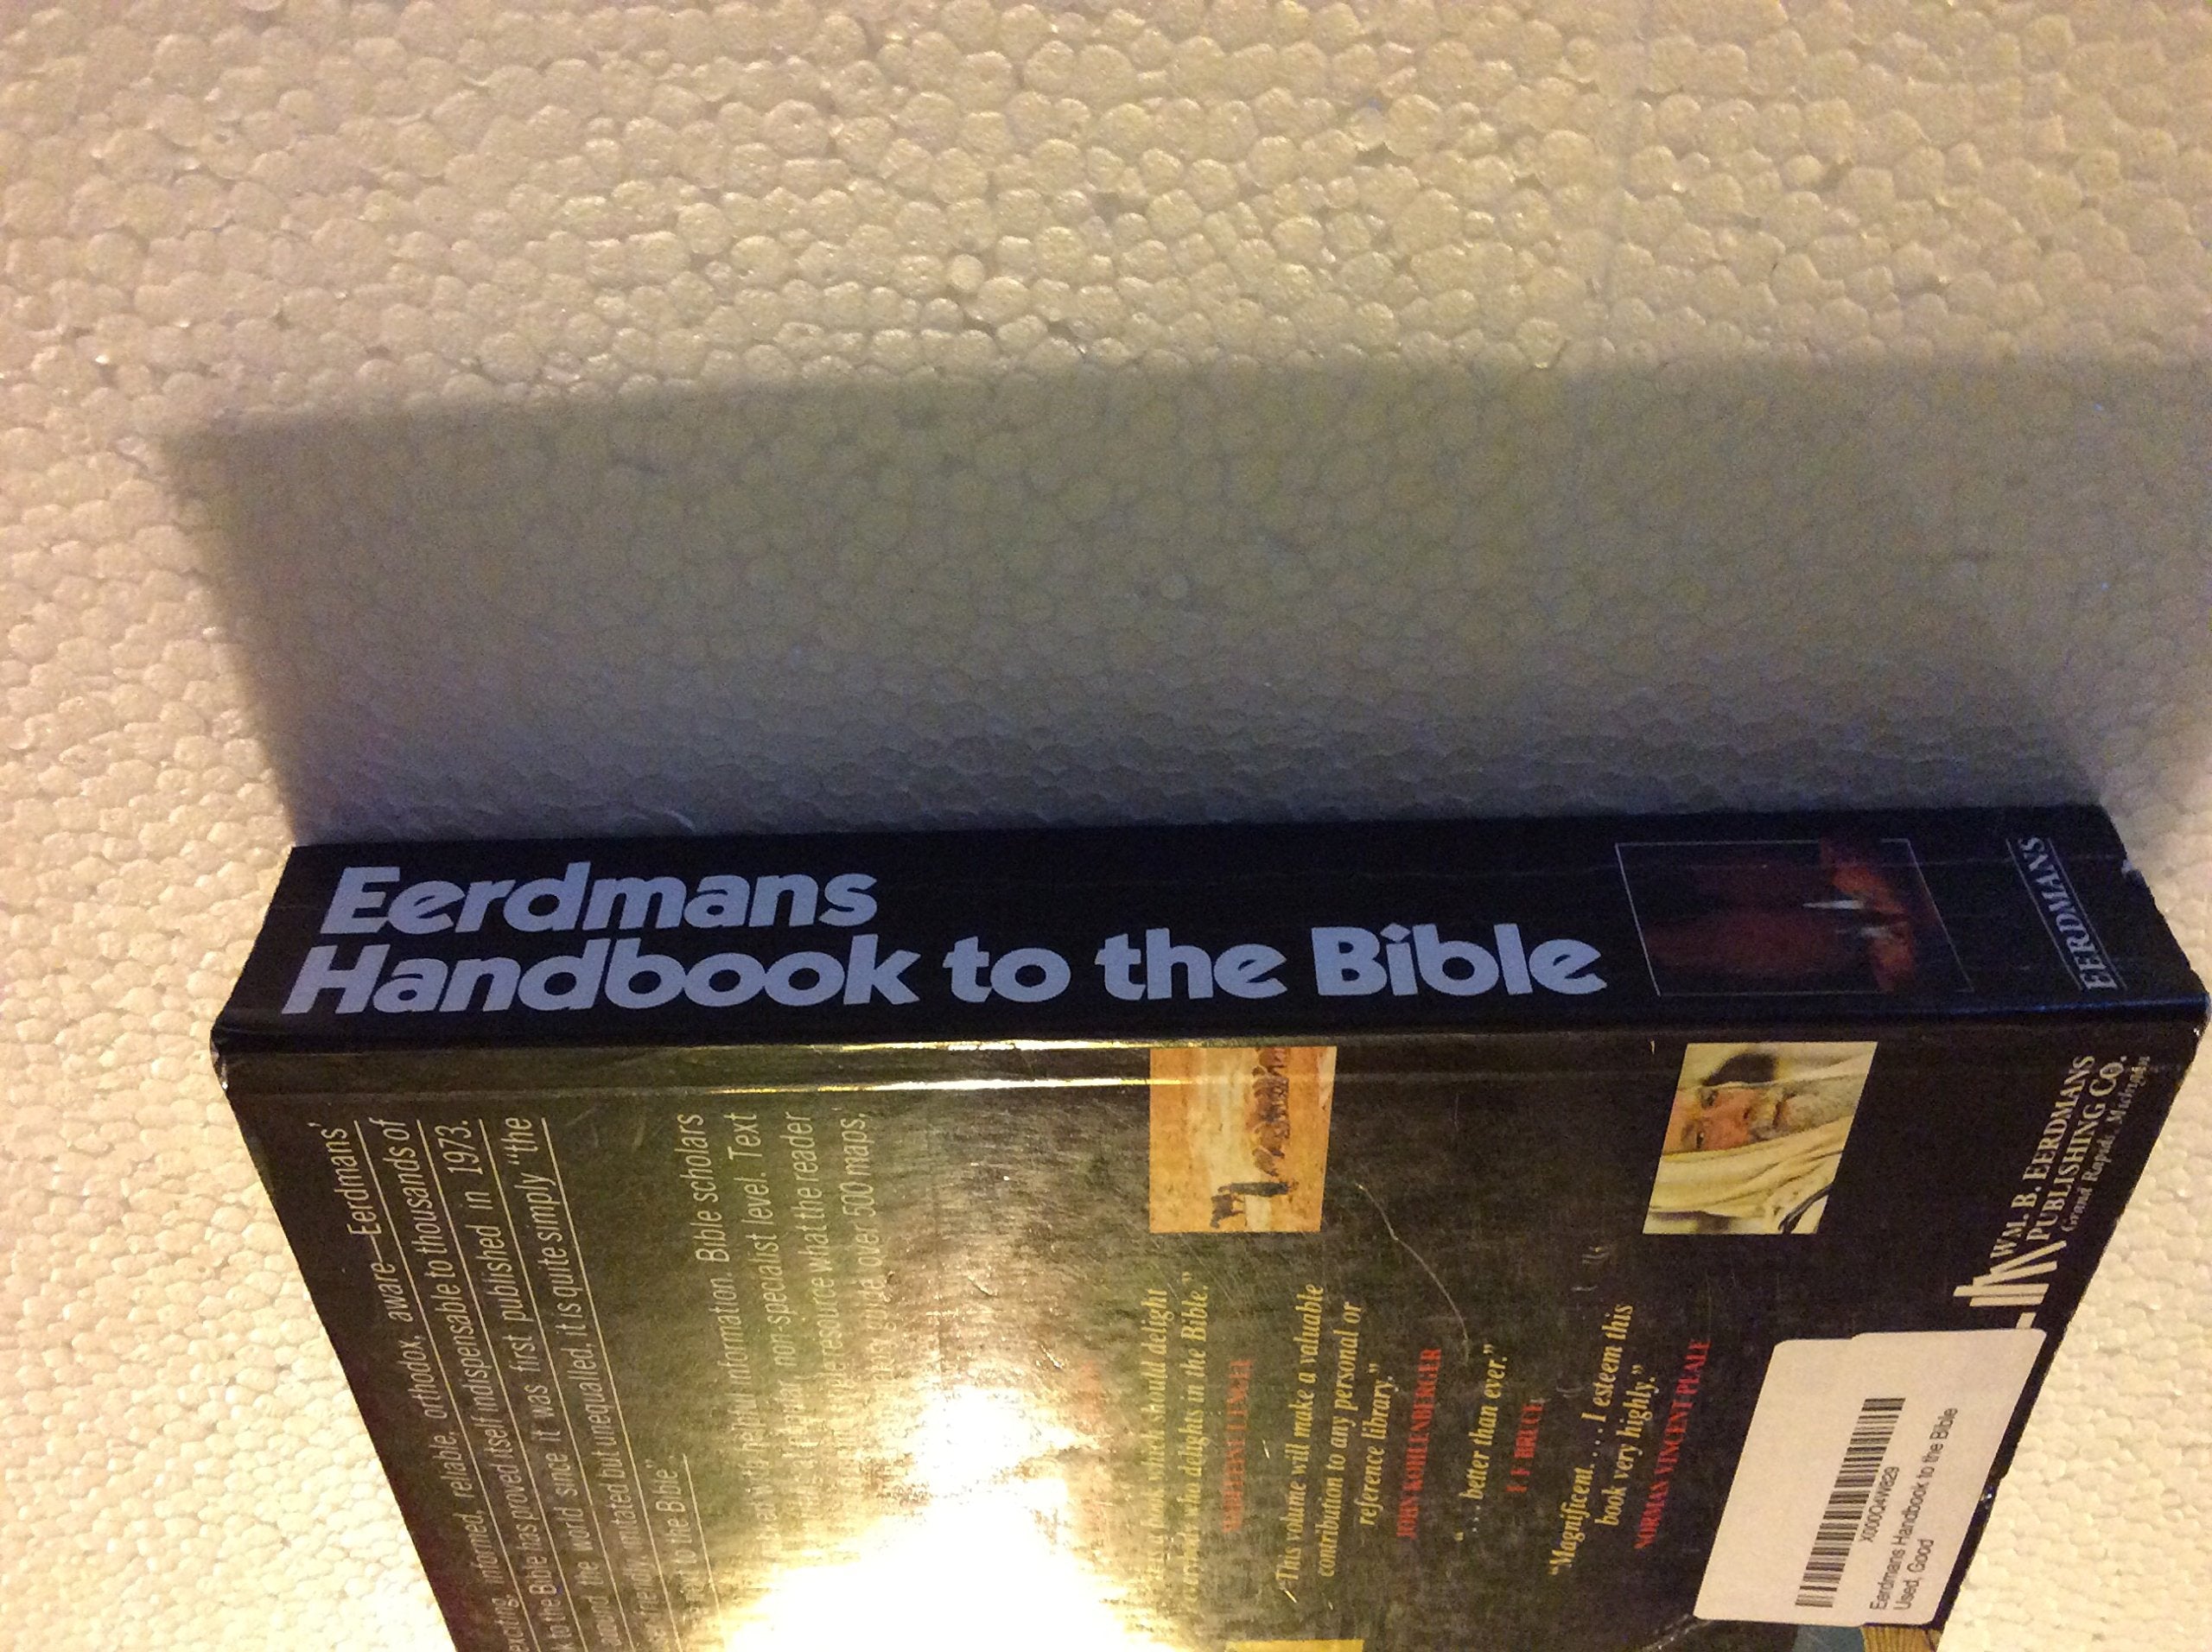 Eerdmans
Handbook to the Bible
EERDMANS
exciting, informed, reliable, orthodox, aware—Eerdmans'
to the Bible has proved itself indispensable to thousands of
around the world since it was first published in 1973.
imitated but unequalled, it is quite simply "the
to the Bible"
information. Bible scholars
non-specialist level. Text
resource what the reader
over 500 maps,
book which should delight
who delights in the Bible."
"This volume will make a valuable
contribution to any personal or
reference library."
JOHN KOHLENBERGER
"... better than ever."
F. F. BRUCE
"Magnificent.... I esteem this
book very highly."
NORMAN VINCENT PEALE
WM. B. EERDMANS
PUBLISHING CO.
Grand Rapids, Michigan
X000Q4W829
Eerdmans Handbook to the Bible
Used, Good